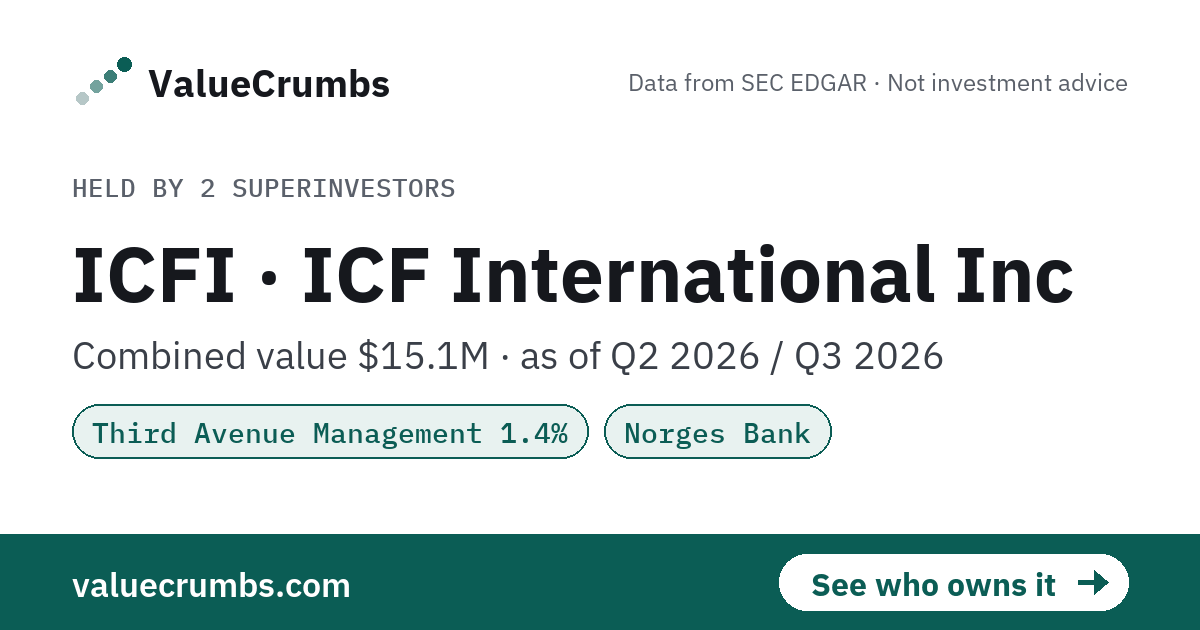 ValueCrumbs
Data from SEC EDGAR · Not investment advice
HELD BY 2 SUPERINVESTORS
ICFI · ICF International Inc
Combined value $15.1M · as of Q2 2026 / Q3 2026
Third Avenue Management 1.4%
Norges Bank
valuecrumbs.com
See who owns it